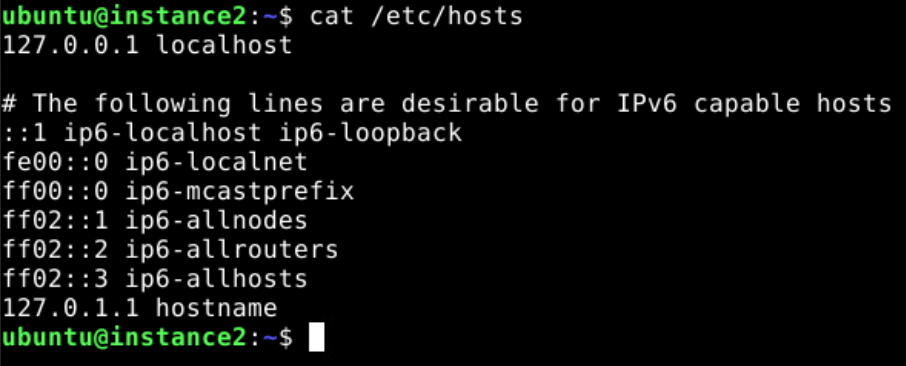 ubuntu@instance2:~$ cat /etc/hosts
127.0.0.1 localhost

# The following lines are desirable for IPv6 capable hosts
::1 ip6-localhost ip6-loopback
fe00::0 ip6-localnet
ff00::0 ip6-mcastprefix
ff02::1 ip6-allnodes
ff02::2 ip6-allrouters
ff02::3 ip6-allhosts
127.0.1.1 hostname
ubuntu@instance2:~$